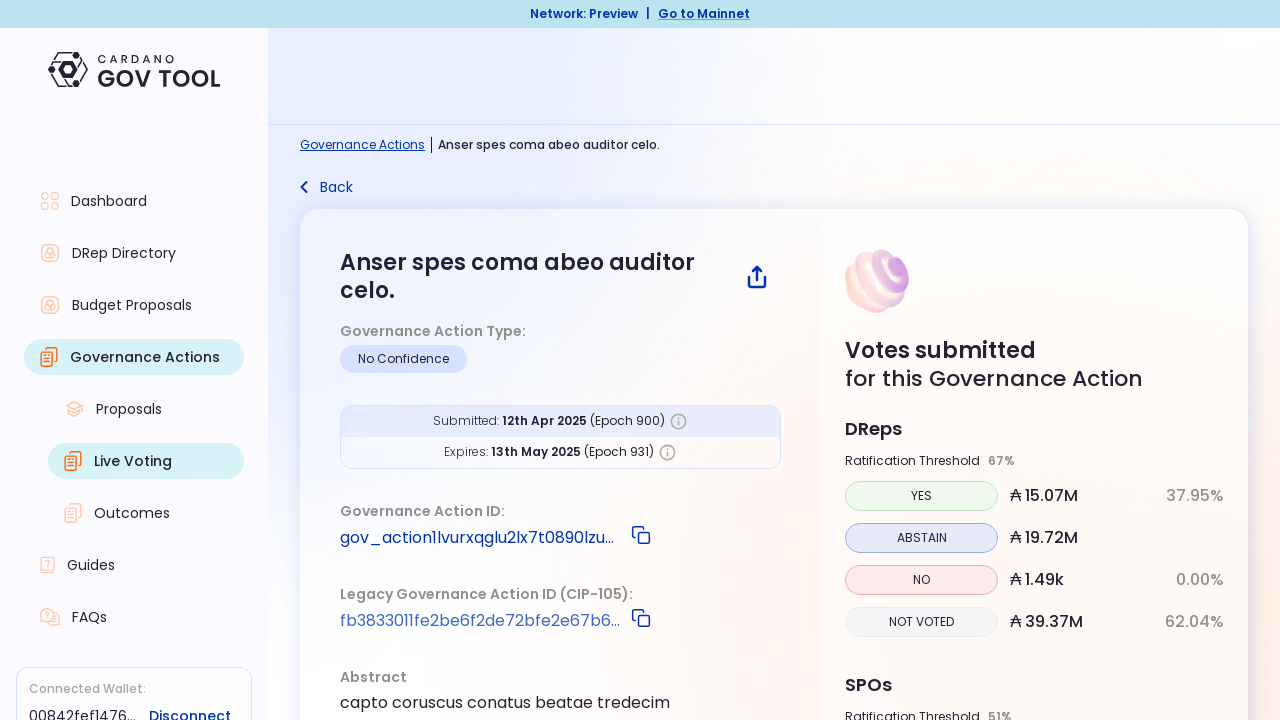 Network: Preview | Go to Mainnet
CARDANO
GOV TOOL
Dashboard
DRep Directory
Budget Proposals
Governance Actions
Proposals
Live Voting
Outcomes
Guides
FAQs
Connected Wallet:
00842fef1476... Disconnect
Governance Actions | Anser spes coma abeo auditor celo.
Back
Anser spes coma abeo auditor
celo.
Governance Action Type:
No Confidence
Submitted: 12th Apr 2025 (Epoch 900)
Expires: 13th May 2025 (Epoch 931)
Governance Action ID:
gov_action1lvurxqglu2lx7t0890lzu...
Legacy Governance Action ID (CIP-105):
fb3833011fe2be6f2de72bfe2e67b6...
Abstract
capto coruscus conatus beatae tredecim
Votes submitted
for this Governance Action
DReps
Ratification Threshold 67%
YES ₳ 15.07M 37.95%
ABSTAIN ₳ 19.72M
NO ₳ 1.49k 0.00%
NOT VOTED ₳ 39.37M 62.04%
SPOs
Ratification Threshold 51%